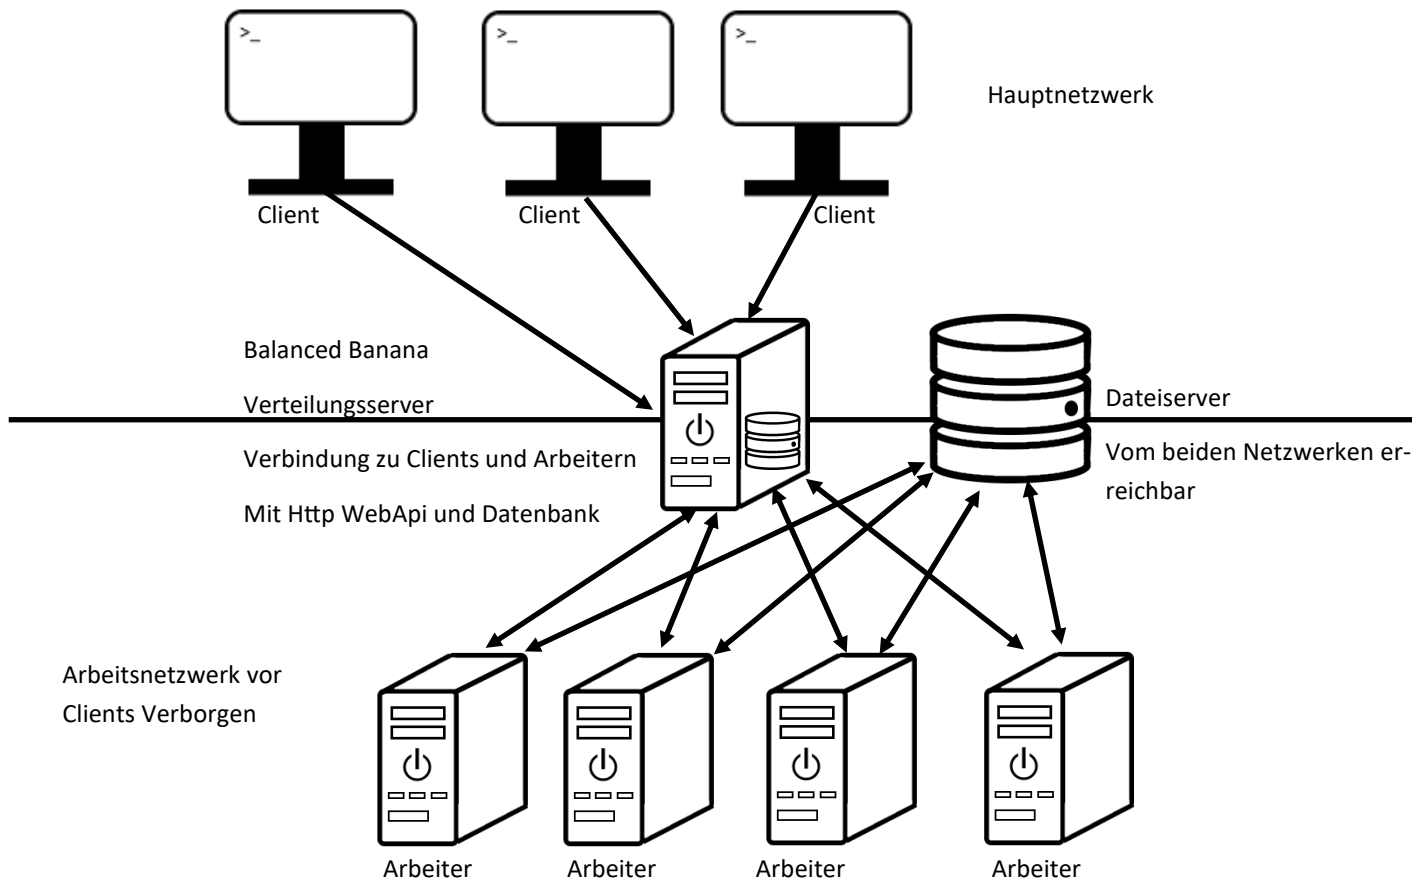 >_
>_
>_
Hauptnetzwerk
Client
Client
Client
Balanced Banana
Verteilungsserver
Verbindung zu Clients und Arbeitern
Mit Http WebApi und Datenbank
Dateiserver
Vom beiden Netzwerken er-
reichbar
Arbeitsnetzwerk vor
Clients Verborgen
Arbeiter
Arbeiter
Arbeiter
Arbeiter